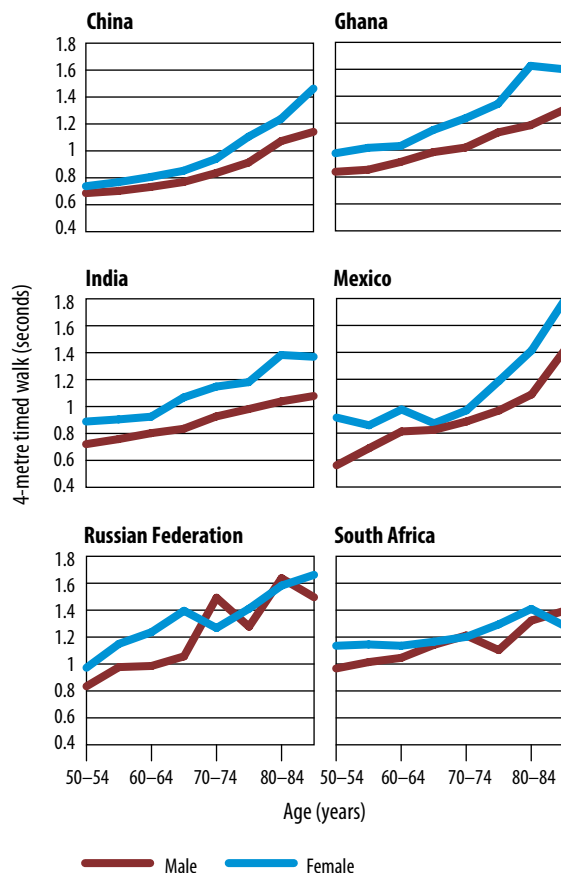 China
Ghana
1.8
1.6
1.4
1.2
1.0
0.8
0.6
0.4
India
Mexico
1.8
1.6
1.4
1.2
1.0
0.8
0.6
0.4
4-metre timed walk (seconds)
Russian Federation
South Africa
1.8
1.6
1.4
1.2
1
0.8
0.6
0.4
50–54 60–64 70–74 80–84 50–54 60–64 70–74 80–84
Age (years)
Male Female